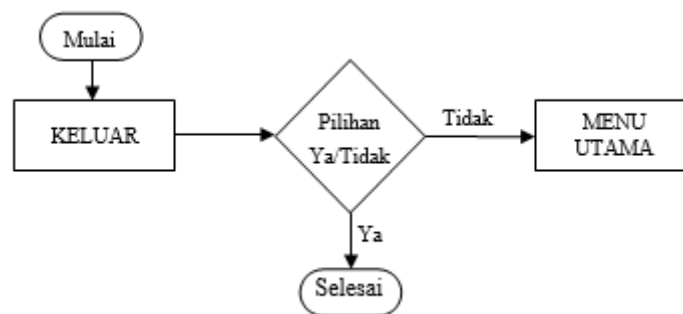 Mulai
KELUAR
Pilihan
Ya/Tidak
Tidak
MENU
UTAMA
Ya
Selesai